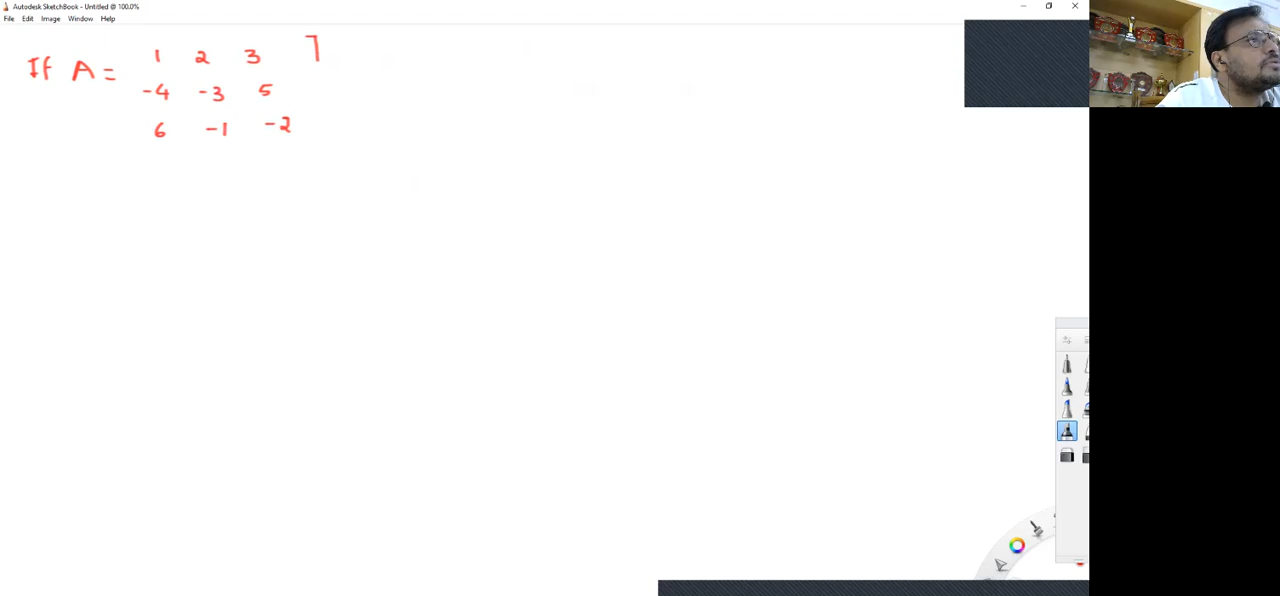 Autodesk SketchBook - Untitled @ 100.0%
File Edit Image Window Help
If A = 1 2 3
-4 -3 5
6 -1 -2